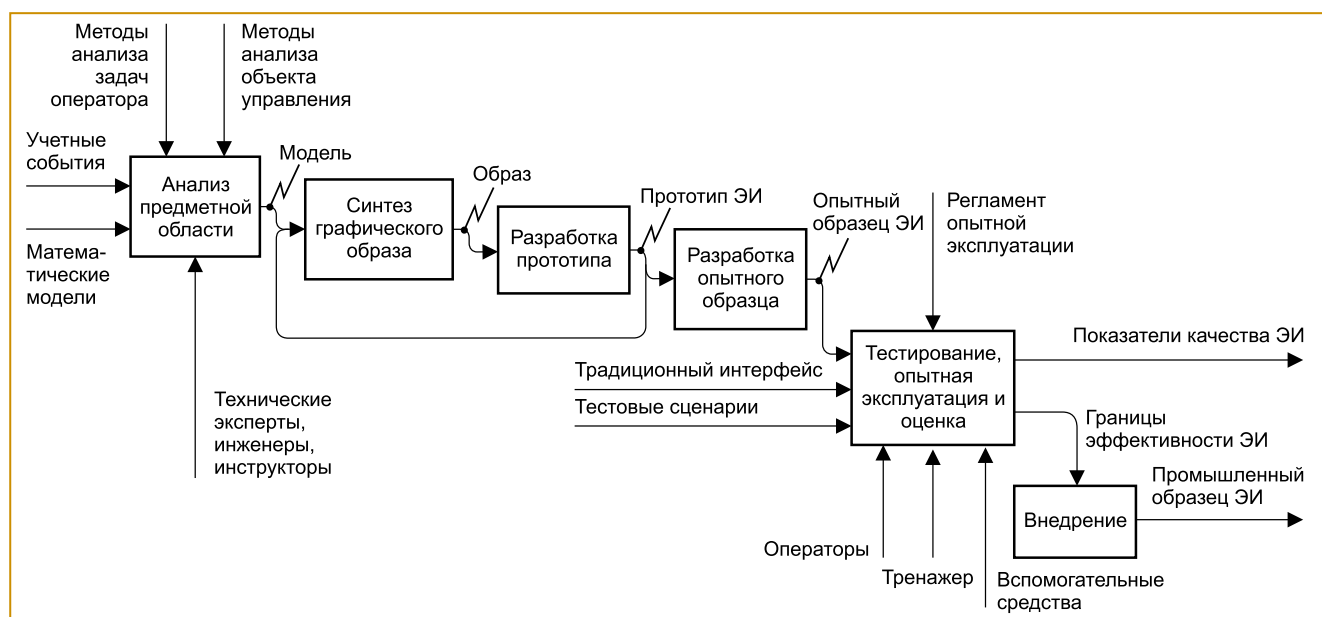 Методы
анализа
задач
оператора
Методы
анализа
объекта
управления
Учетные
события
Матема-
тические
модели
Анализ
предметной
области
Модель
Технические
эксперты,
инженеры,
инструкторы
Синтез
графического
образа
Образ
Разработка
прототипа
Прототип ЭИ
Разработка
опытного
образца
Опытный
образец ЭИ
Регламент
опытной
эксплуатации
Традиционный интерфейс
Тестовые сценарии
Тестирование,
опытная
эксплуатация и
оценка
Показатели качества ЭИ
Границы
эффективности ЭИ
Операторы
Тренажер
Вспомогательные
средства
Внедрение
Промышленный
образец ЭИ